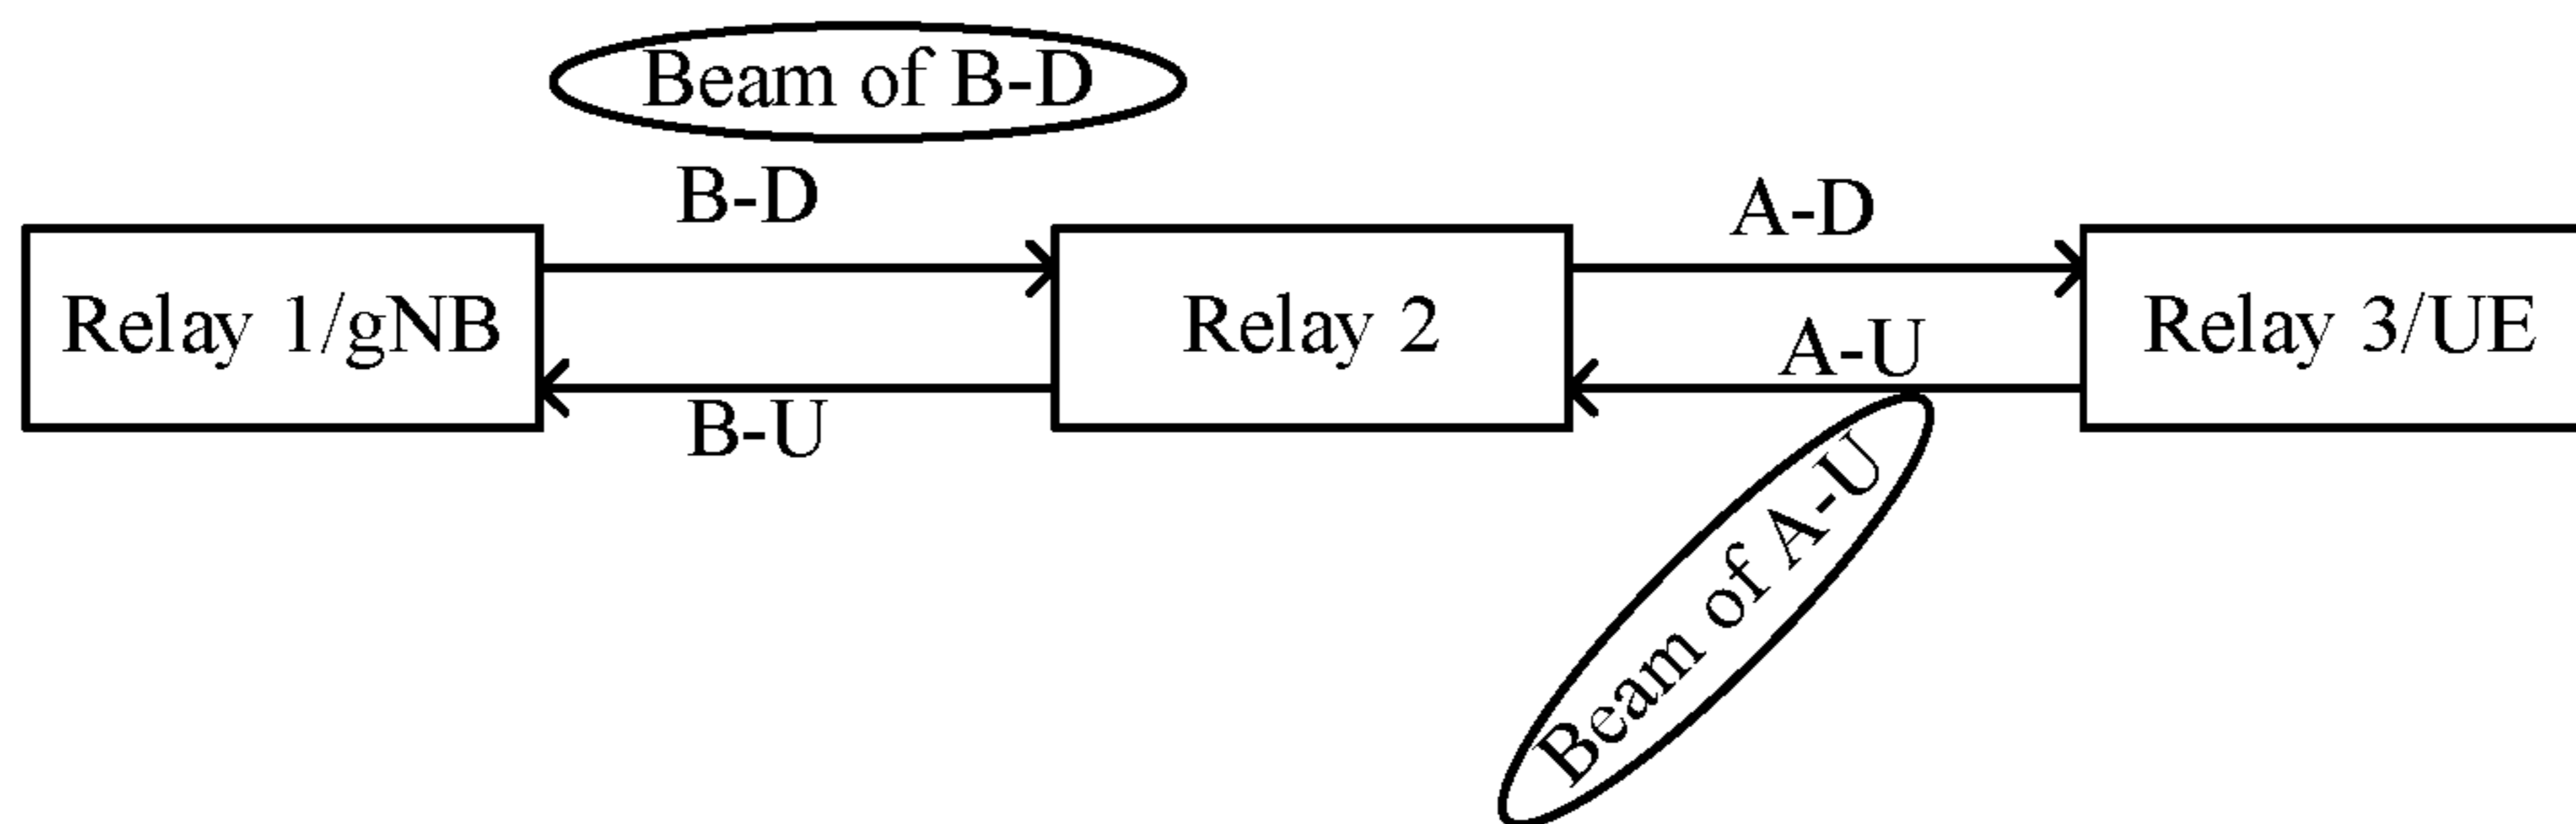 Beam of B-D
B-D
A-D
Relay 1/gNB
Relay 2
Relay 3/UE
A-U
B-U
Beam of A-U